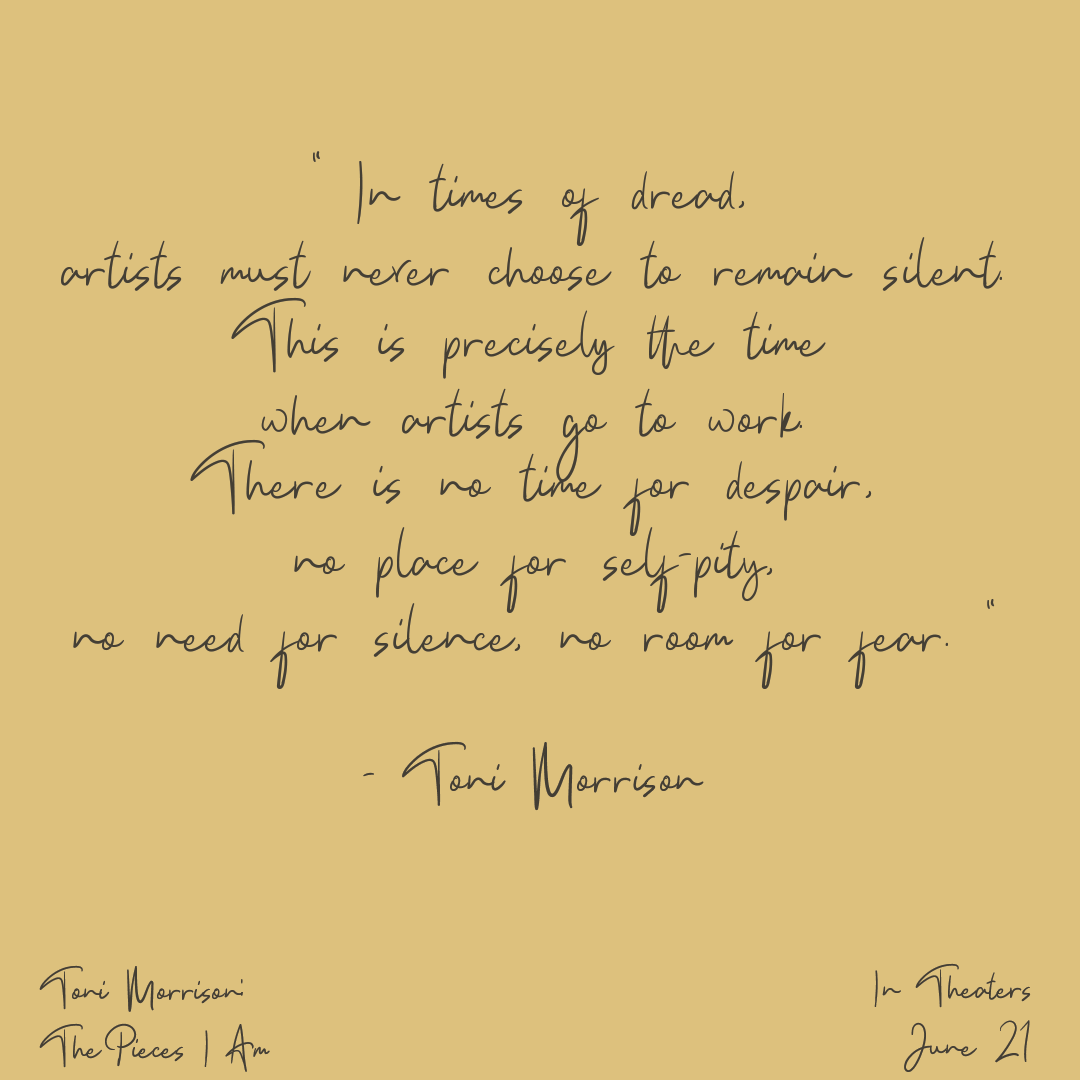 “ In times of dread,
artists must never choose to remain silent.
This is precisely the time
when artists go to work.
There is no time for despair,
no place for self-pity,
no need for silence, no room for fear. "
- Toni Morrison
Toni Morrison:
The Pieces I Am
In Theaters
June 21